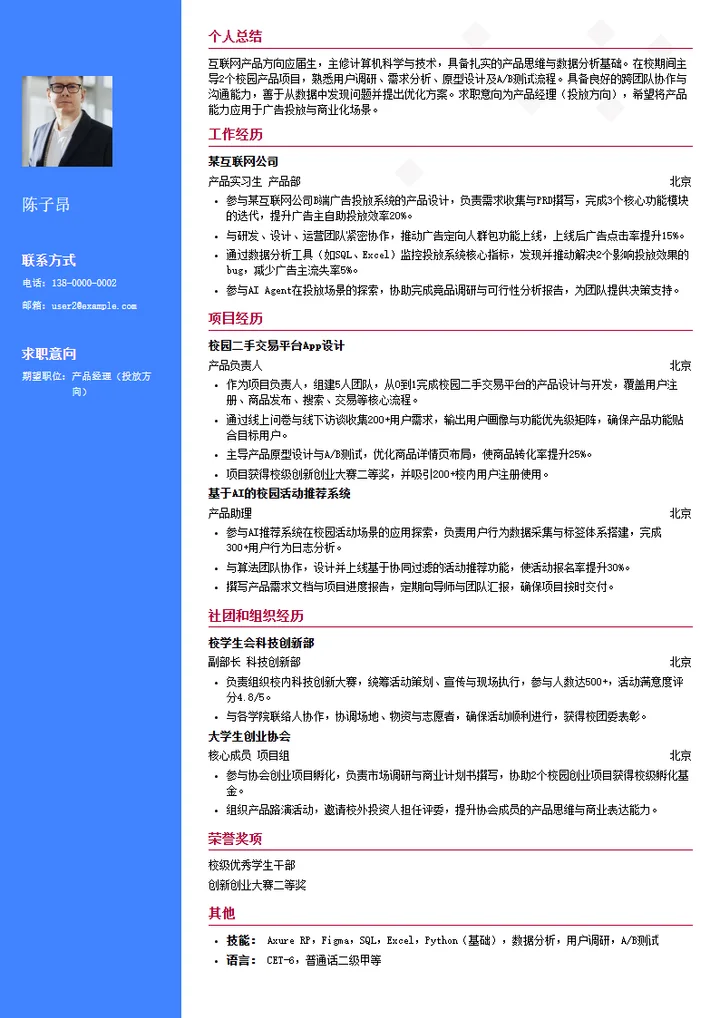 陈子昂
联系方式
电话：138-0000-0002
邮箱：user2@example.com
求职意向
期望职位：产品经理（投放方
向）
个人总结
互联网产品方向应届生，主修计算机科学与技术，具备扎实的产品思维与数据分析基础。在校期间主
导2个校园产品项目，熟悉用户调研、需求分析、原型设计及A/B测试流程。具备良好的跨团队协作与
沟通能力，善于从数据中发现问题并提出优化方案。求职意向为产品经理（投放方向），希望将产品
能力应用于广告投放与商业化场景。
工作经历
某互联网公司
产品实习生 产品部 北京
• 参与某互联网公司B端广告投放系统的产品设计，负责需求收集与PRD撰写，完成3个核心功能模块
的迭代，提升广告主自助投放效率20%。
• 与研发、设计、运营团队紧密协作，推动广告定向人群包功能上线，上线后广告点击率提升15%。
• 通过数据分析工具（如SQL、Excel）监控投放系统核心指标，发现并推动解决2个影响投放效果的
bug，减少广告主流失率5%。
• 参与AI Agent在投放场景的探索，协助完成竞品调研与可行性分析报告，为团队提供决策支持。
项目经历
校园二手交易平台App设计
产品负责人 北京
• 作为项目负责人，组建5人团队，从0到1完成校园二手交易平台的产品设计与开发，覆盖用户注
册、商品发布、搜索、交易等核心流程。
• 通过线上问卷与线下访谈收集200+用户需求，输出用户画像与功能优先级矩阵，确保产品功能贴
合目标用户。
• 主导产品原型设计与A/B测试，优化商品详情页布局，使商品转化率提升25%。
• 项目获得校级创新创业大赛二等奖，并吸引200+校内用户注册使用。
基于AI的校园活动推荐系统
产品助理 北京
• 参与AI推荐系统在校园活动场景的应用探索，负责用户行为数据采集与标签体系搭建，完成
300+用户行为日志分析。
• 与算法团队协作，设计并上线基于协同过滤的活动推荐功能，使活动报名率提升30%。
• 撰写产品需求文档与项目进度报告，定期向导师与团队汇报，确保项目按时交付。
社团和组织经历
校学生会科技创新部
副部长 科技创新部 北京
• 负责组织校内科技创新大赛，统筹活动策划、宣传与现场执行，参与人数达500+，活动满意度评
分4.8/5。
• 与各学院联络人协作，协调场地、物资与志愿者，确保活动顺利进行，获得校团委表彰。
大学生创业协会
核心成员 项目组 北京
• 参与协会创业项目孵化，负责市场调研与商业计划书撰写，协助2个校园创业项目获得校级孵化基
金。
• 组织产品路演活动，邀请校外投资人担任评委，提升协会成员的产品思维与商业表达能力。
荣誉奖项
校级优秀学生干部
创新创业大赛二等奖
其他
• 技能： Axure RP，Figma，SQL，Excel，Python（基础），数据分析，用户调研，A/B测试
• 语言： CET-6，普通话二级甲等